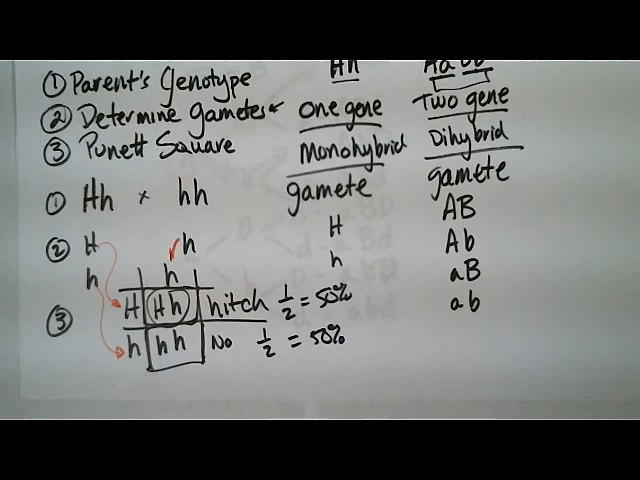 ① Parent's Genotype
② Determine gametes
③ Punett Square
① Hh × hh
② H h
h
h
③ H Hh hitch 1/2 = 50%
h hh No 1/2 = 50%
Hh
One gene
Monohybrid
gamete
H
h
AaBb
Two gene
Dihybrid
gamete
AB
Ab
aB
ab